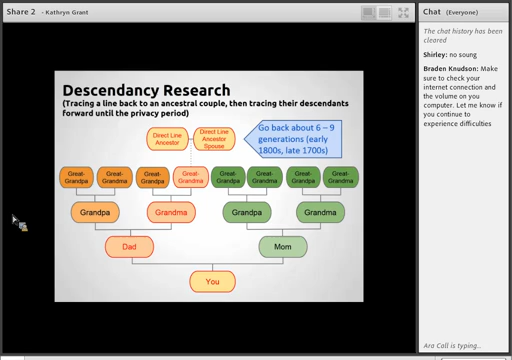 Share 2 - Kathryn Grant
Descendancy Research
(Tracing a line back to an ancestral couple, then tracing their descendants
forward until the privacy period)
Direct Line
Ancestor
Direct Line
Ancestor
Spouse
Go back about 6 – 9
generations (early
1800s, late 1700s)
Great-
Grandpa
Great-
Grandma
Great-
Grandpa
Great-
Grandma
Great-
Grandpa
Great-
Grandma
Great-
Grandpa
Great-
Grandma
Grandpa
Grandma
Grandpa
Grandma
Dad
Mom
You
Chat (Everyone)
The chat history has been
cleared
Shirley: no soung
Braden Knudson: Make
sure to check your
internet connection and
the volume on you
computer. Let me know if
you continue to
experience difficulties
Ara Call is typing...